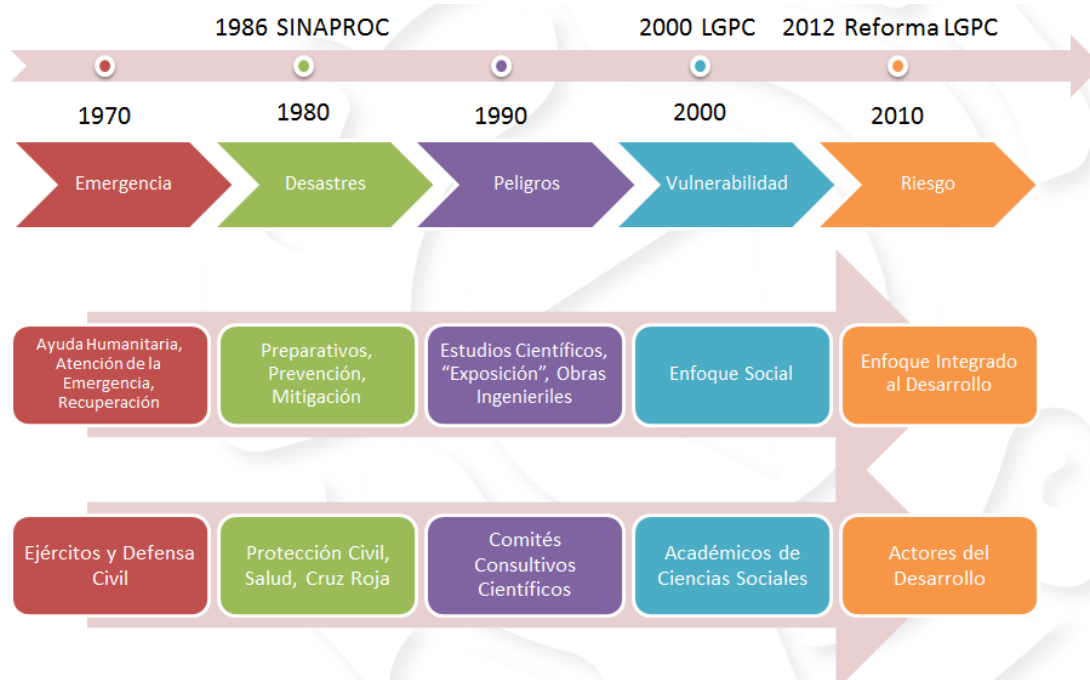 1986 SINAPROC
2000 LGPC
2012 Reforma LGPC
1970
1980
1990
2000
2010
Emergencia
Desastres
Peligros
Vulnerabilidad
Riesgo
Ayuda Humanitaria,
Atención de la
Emergencia,
Recuperación
Preparativos,
Prevención,
Mitigación
Estudios Científicos,
“Exposición”, Obras
Ingenieriles
Enfoque Social
Enfoque Integrado
al Desarrollo
Ejércitos y Defensa
Civil
Protección Civil,
Salud, Cruz Roja
Comités
Consultivos
Científicos
Académicos de
Ciencias Sociales
Actores del
Desarrollo